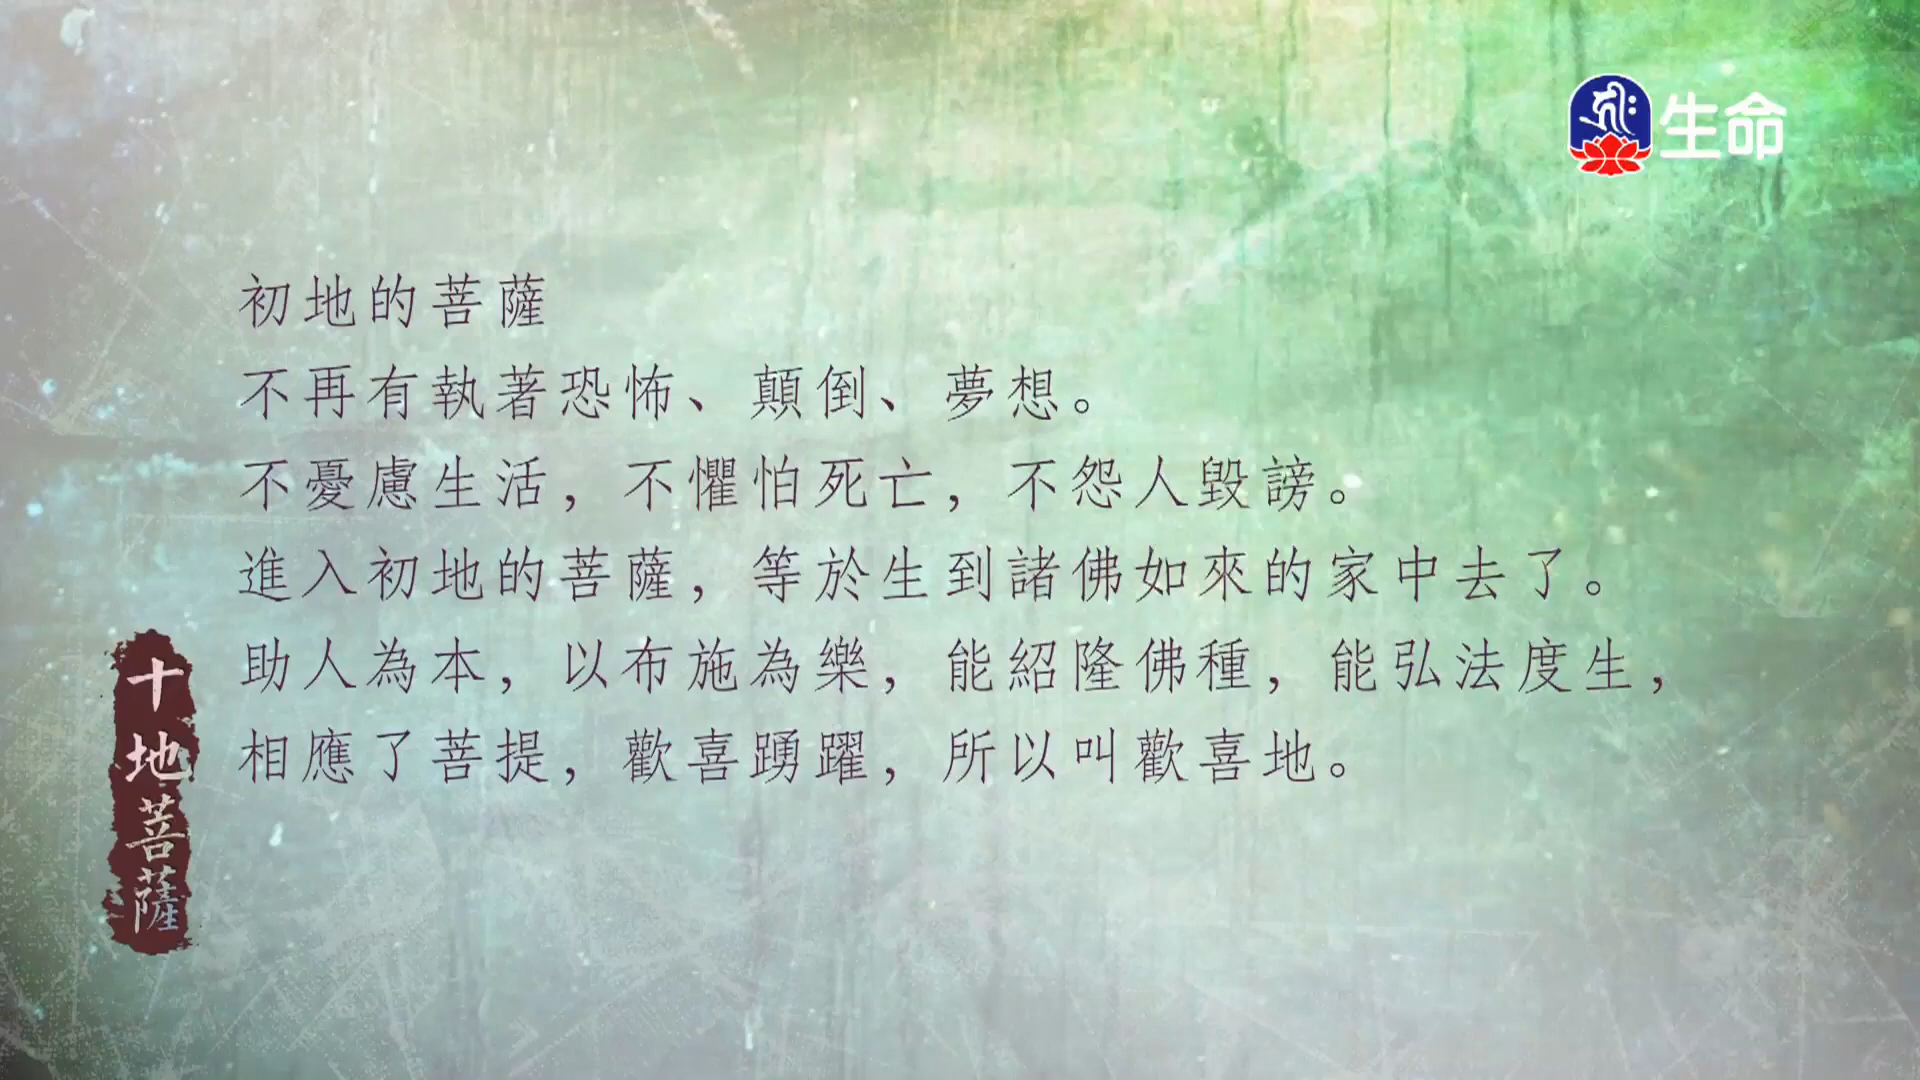 生命
初地的菩薩
不再有執著恐怖、顛倒、夢想。
不憂慮生活，不懼怕死亡，不怨人毀謗。
進入初地的菩薩，等於生到諸佛如來的家中去了。
助人為本，以布施為樂，能紹隆佛種，能弘法度生，
相應了菩提，歡喜踴躍，所以叫歡喜地。
十地菩薩